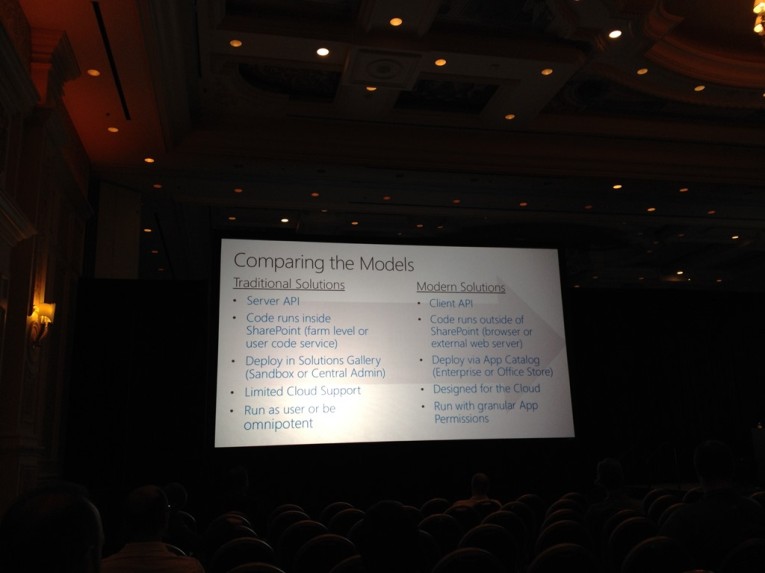 Comparing the Models
Traditional Solutions
• Server API
• Code runs inside
SharePoint (farm level or
user code service)
• Deploy in Solutions Gallery
(Sandbox or Central Admin)
• Limited Cloud Support
• Run as user or be
omnipotent
Modern Solutions
• Client API
• Code runs outside of
SharePoint (browser or
external web server)
• Deploy via App Catalog
(Enterprise or Office Store)
• Designed for the Cloud
• Run with granular App
Permissions